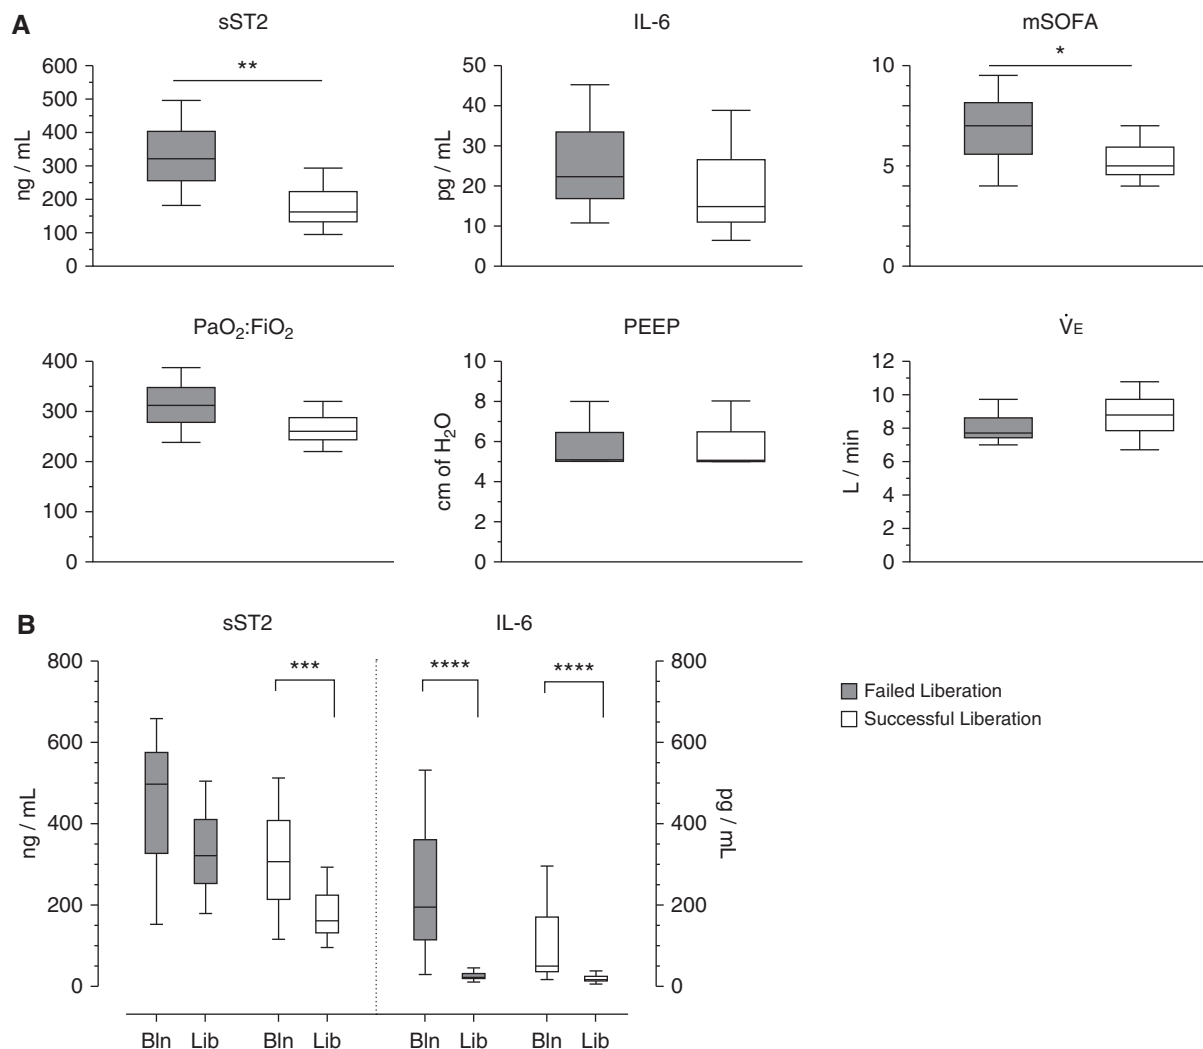 A
sST2
IL-6
mSOFA
**
*
600
500
400
300
200
100
0
ng / mL
50
40
30
20
10
0
pg / mL
10
5
0
PaO₂:FiO₂
PEEP
V̇E
400
300
200
100
0
10
8
6
4
2
0
cm of H₂O
12
10
8
6
4
2
0
L / min
B
sST2
IL-6
***
****
****
800
600
400
200
0
ng / mL
800
600
400
200
0
pg / mL
Failed Liberation
Successful Liberation
Bln Lib Bln Lib Bln Lib Bln Lib